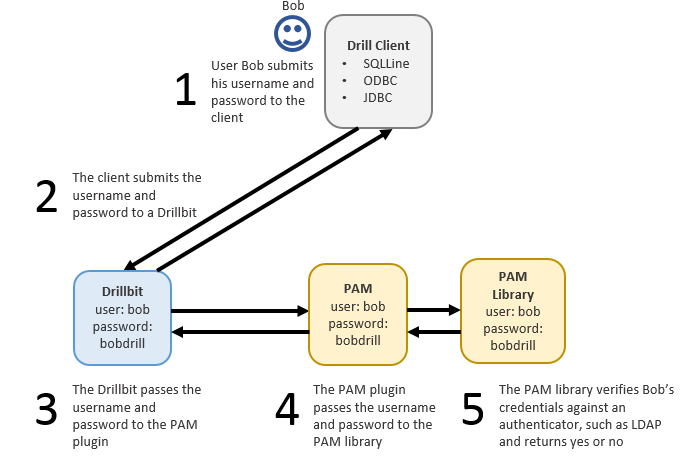 Bob
Drill Client
• SQLLine
• ODBC
• JDBC
1
User Bob submits
his username and
password to the
client
2
The client submits the
username and
password to a Drillbit
Drillbit
user: bob
password:
bobdrill
PAM
user: bob
password:
bobdrill
PAM
Library
user: bob
password:
bobdrill
3
The Drillbit passes the
username and
password to the PAM
plugin
4
The PAM plugin
passes the username
and password to the
PAM library
5
The PAM library verifies Bob’s
credentials against an
authenticator, such as LDAP
and returns yes or no